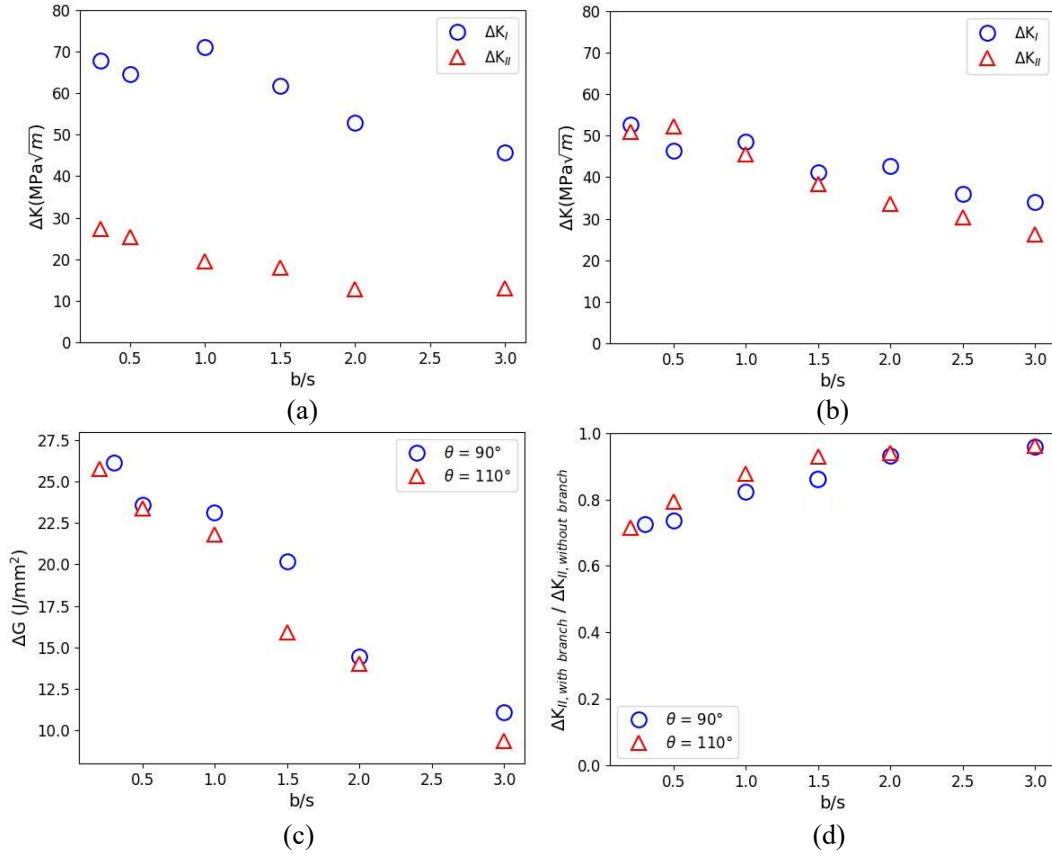 80
70
60
50
40
30
20
10
0
ΔK(MPa√m)
ΔK_I
ΔK_II
0.5 1.0 1.5 2.0 2.5 3.0
b/s
(a)
80
70
60
50
40
30
20
10
0
ΔK(MPa√m)
ΔK_I
ΔK_II
0.5 1.0 1.5 2.0 2.5 3.0
b/s
(b)
27.5
25.0
22.5
20.0
17.5
15.0
12.5
10.0
ΔG (J/mm²)
θ = 90°
θ = 110°
0.5 1.0 1.5 2.0 2.5 3.0
b/s
(c)
1.0
0.8
0.6
0.4
0.2
0.0
ΔK_II, with branch / ΔK_II, without branch
θ = 90°
θ = 110°
0.5 1.0 1.5 2.0 2.5 3.0
b/s
(d)